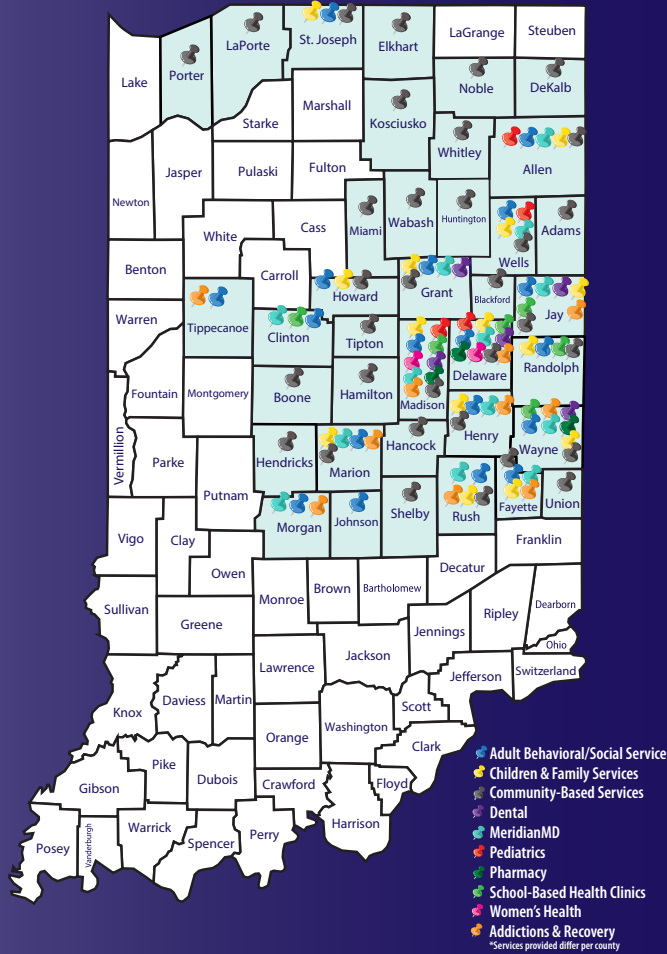 LaPorte
St. Joseph
Elkhart
LaGrange
Steuben
Lake
Porter
Noble
DeKalb
Starke
Marshall
Kosciusko
Whitley
Allen
Newton
Jasper
Pulaski
Fulton
Miami
Wabash
Huntington
Wells
Adams
White
Cass
Benton
Carroll
Howard
Grant
Blackford
Jay
Warren
Tippecanoe
Clinton
Tipton
Madison
Delaware
Randolph
Fountain
Montgomery
Boone
Hamilton
Vermillion
Parke
Hendricks
Marion
Hancock
Henry
Wayne
Putnam
Morgan
Johnson
Shelby
Rush
Fayette
Union
Vigo
Clay
Owen
Monroe
Brown
Bartholomew
Decatur
Franklin
Sullivan
Greene
Jennings
Ripley
Dearborn
Ohio
Lawrence
Jackson
Jefferson
Switzerland
Knox
Daviess
Martin
Scott
Orange
Washington
Clark
Gibson
Pike
Dubois
Crawford
Floyd
Harrison
Posey
Vanderburgh
Warrick
Spencer
Perry
Adult Behavioral/Social Service
Children & Family Services
Community-Based Services
Dental
MeridianMD
Pediatrics
Pharmacy
School-Based Health Clinics
Women's Health
Addictions & Recovery
*Services provided differ per county